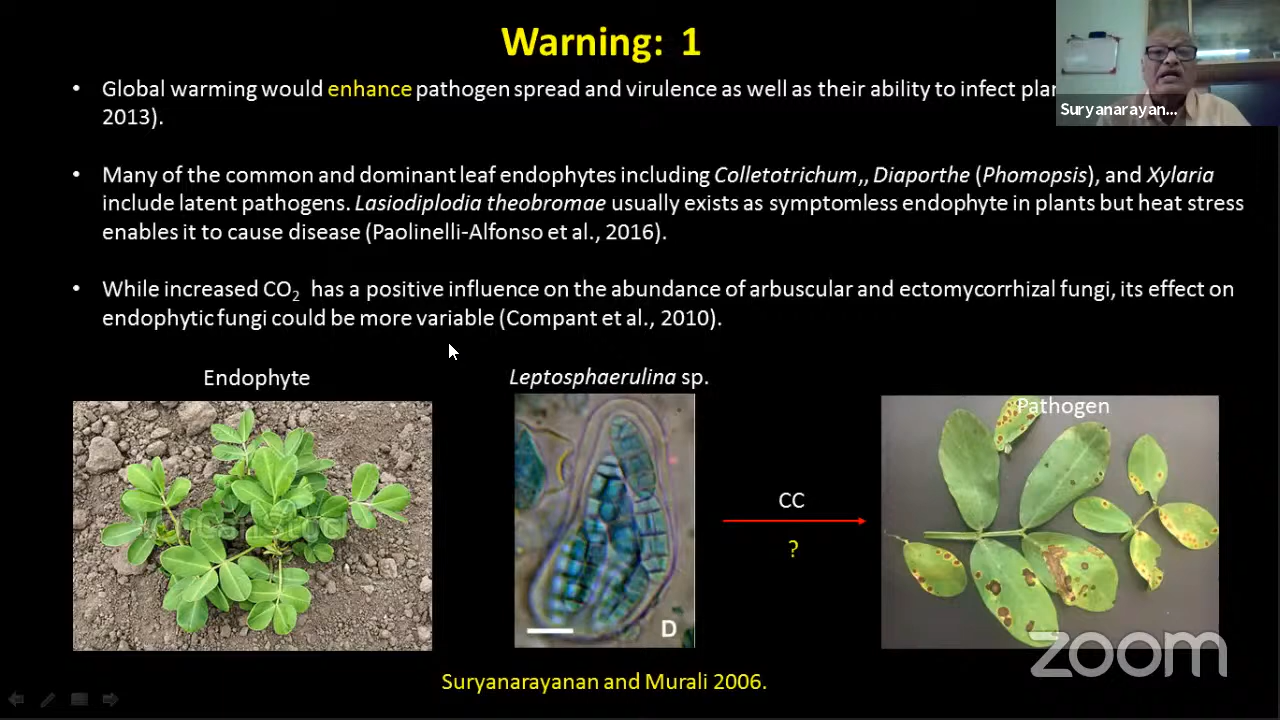 Warning: 1
• Global warming would enhance pathogen spread and virulence as well as their ability to infect
2013).
• Many of the common and dominant leaf endophytes including Colletotrichum,, Diaporthe (Phomopsis), and Xylaria
include latent pathogens. Lasiodiplodia theobromae usually exists as symptomless endophyte in plants but heat stress
enables it to cause disease (Paolinelli-Alfonso et al., 2016).
• While increased CO₂ has a positive influence on the abundance of arbuscular and ectomycorrhizal fungi, its effect on
endophytic fungi could be more variable (Compant et al., 2010).
Suryanarayan...
Endophyte
Leptosphaerulina sp.
Pathogen
CC
?
D
Suryanarayanan and Murali 2006.
zoom